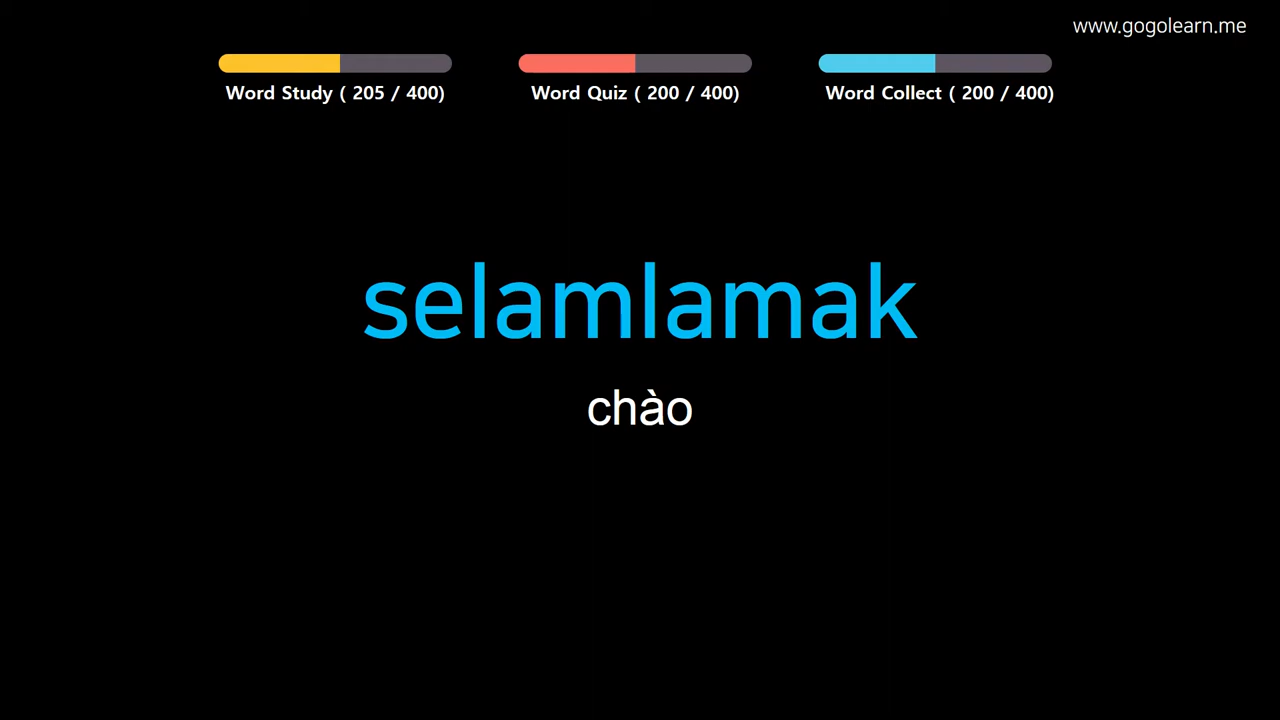 www.gogolearn.me
Word Study ( 205 / 400)
Word Quiz ( 200 / 400)
Word Collect ( 200 / 400)
selamlamak
chào